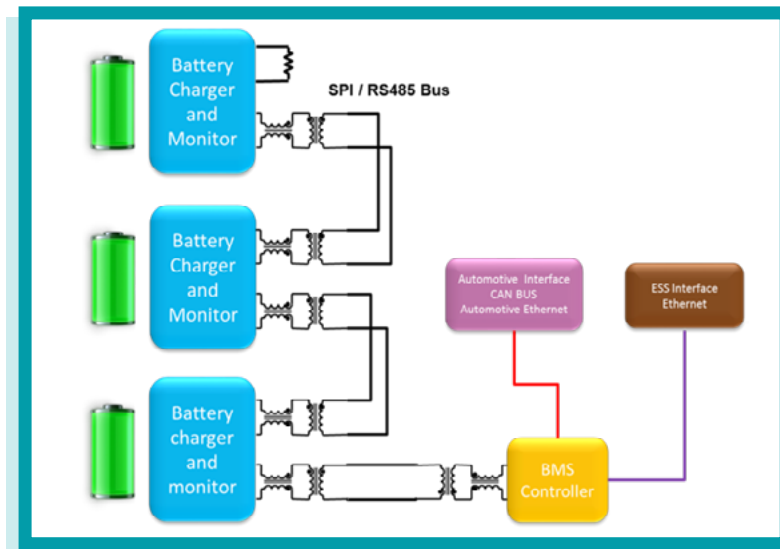 Battery
Charger
and
Monitor
SPI / RS485 Bus
Battery
Charger
and
Monitor
Automotive Interface
CAN BUS
Automotive Ethernet
ESS Interface
Ethernet
Battery
charger
and
monitor
BMS
Controller